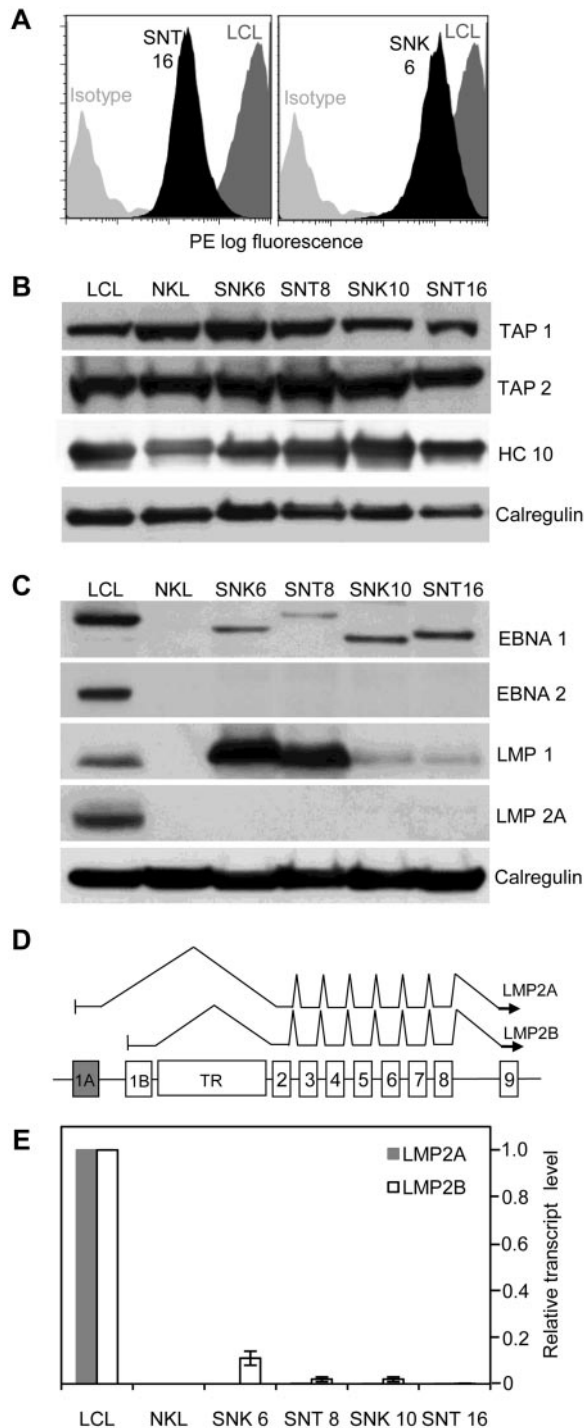 A
SNT 16
LCL
Isotype
SNK 6
LCL
Isotype
PE log fluorescence
B
LCL NKL SNK6 SNT8 SNK10 SNT16
TAP 1
TAP 2
HC 10
Calregulin
C
LCL NKL SNK6 SNT8 SNK10 SNT16
EBNA 1
EBNA 2
LMP 1
LMP 2A
Calregulin
D
LMP2A
LMP2B
1A 1B TR 2 3 4 5 6 7 8 9
E
LMP2A
LMP2B
1.0
0.8
0.6
0.4
0.2
0
Relative transcript level
LCL NKL SNK 6 SNT 8 SNK 10 SNT 16